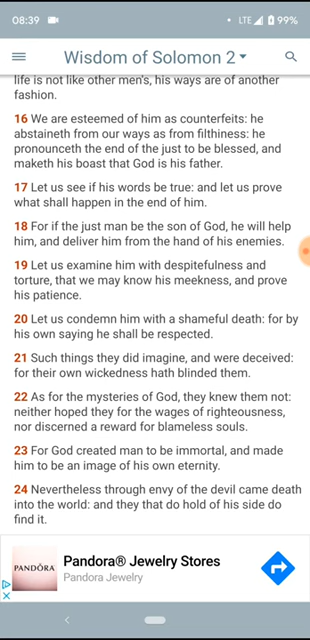 08:39
LTE 99%
Wisdom of Solomon 2
life is not like other men's, his ways are of another
fashion.
16 We are esteemed of him as counterfeits: he
abstaineth from our ways as from filthiness: he
pronounceth the end of the just to be blessed, and
maketh his boast that God is his father.
17 Let us see if his words be true: and let us prove
what shall happen in the end of him.
18 For if the just man be the son of God, he will help
him, and deliver him from the hand of his enemies.
19 Let us examine him with despitefulness and
torture, that we may know his meekness, and prove
his patience.
20 Let us condemn him with a shameful death: for by
his own saying he shall be respected.
21 Such things they did imagine, and were deceived:
for their own wickedness hath blinded them.
22 As for the mysteries of God, they knew them not:
neither hoped they for the wages of righteousness,
nor discerned a reward for blameless souls.
23 For God created man to be immortal, and made
him to be an image of his own eternity.
24 Nevertheless through envy of the devil came death
into the world: and they that do hold of his side do
find it.
PANDÖRA
Pandora® Jewelry Stores
Pandora Jewelry